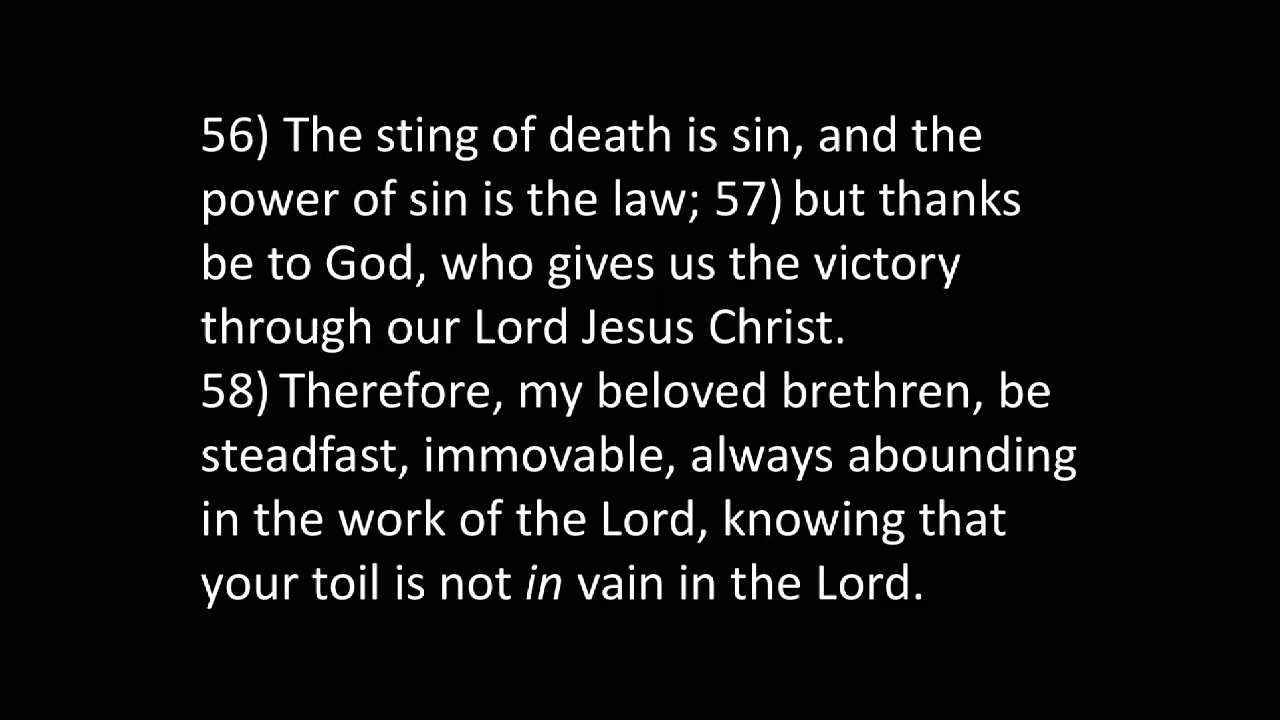 56) The sting of death is sin, and the
power of sin is the law; 57) but thanks
be to God, who gives us the victory
through our Lord Jesus Christ.
58) Therefore, my beloved brethren, be
steadfast, immovable, always abounding
in the work of the Lord, knowing that
your toil is not in vain in the Lord.